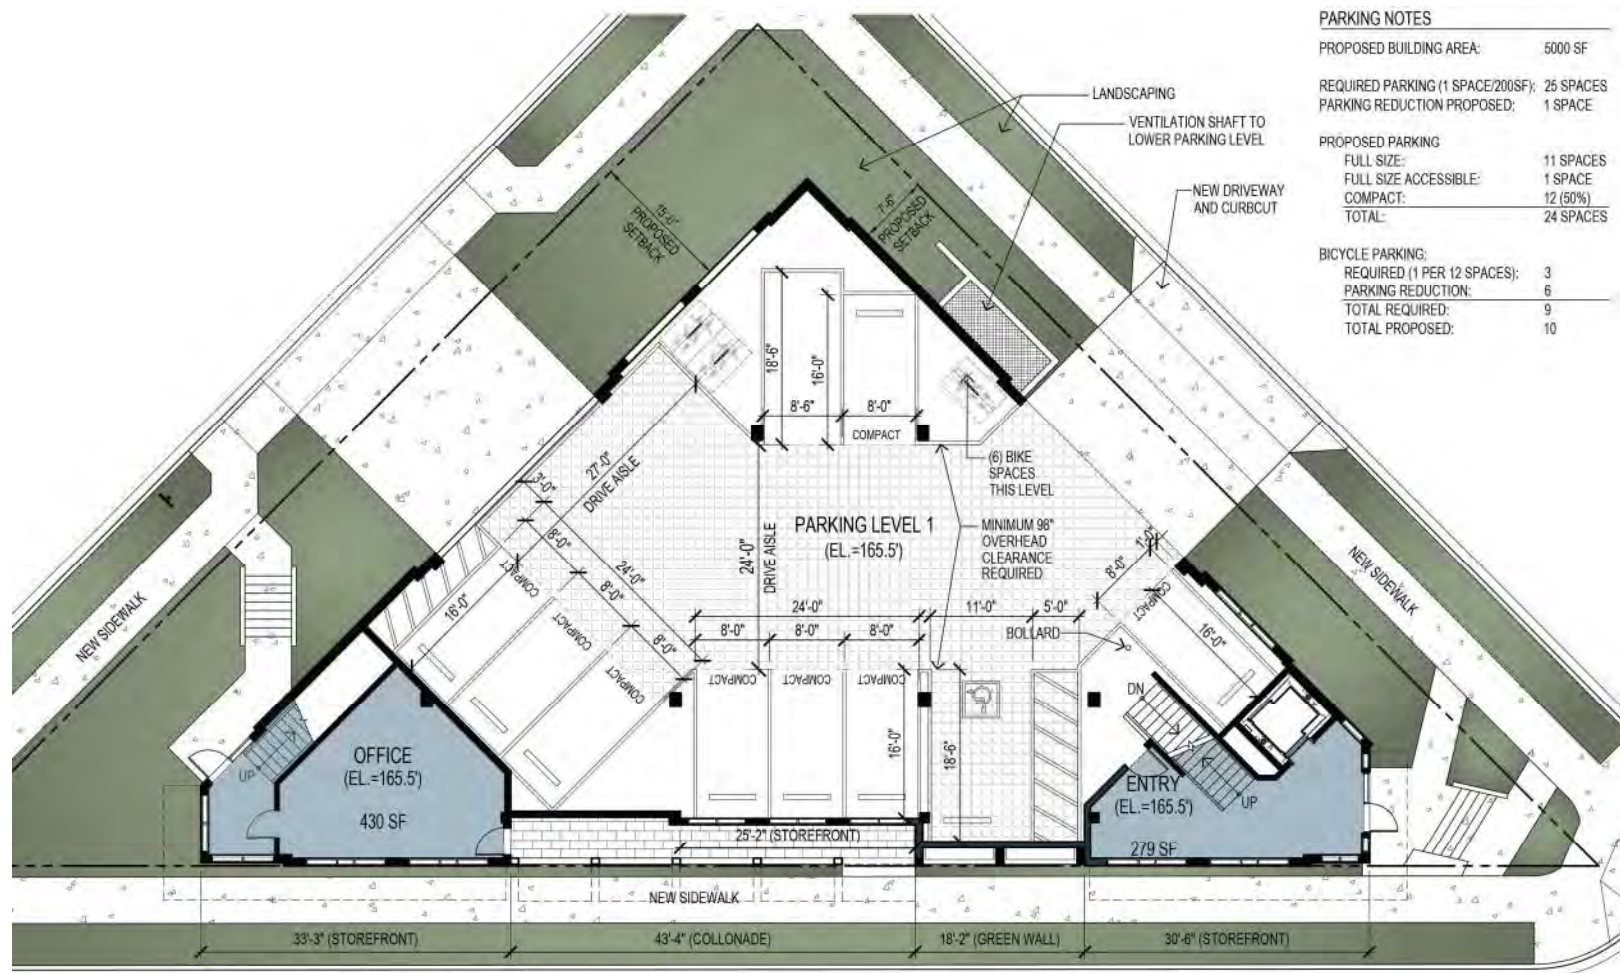 PARKING NOTES
PROPOSED BUILDING AREA: 5000 SF
REQUIRED PARKING (1 SPACE/200SF): 25 SPACES
PARKING REDUCTION PROPOSED: 1 SPACE
PROPOSED PARKING
FULL SIZE: 11 SPACES
FULL SIZE ACCESSIBLE: 1 SPACE
COMPACT: 12 (50%)
TOTAL: 24 SPACES
BICYCLE PARKING:
REQUIRED (1 PER 12 SPACES): 3
PARKING REDUCTION: 6
TOTAL REQUIRED: 9
TOTAL PROPOSED: 10
LANDSCAPING
VENTILATION SHAFT TO
LOWER PARKING LEVEL
NEW DRIVEWAY
AND CURBCUT
15'-0"
PROPOSED
SETBACK
7'-6"
PROPOSED
SETBACK
18'-6"
16'-0"
8'-6"
8'-0"
COMPACT
(6) BIKE
SPACES
THIS LEVEL
27'-0"
DRIVE AISLE
3'-0"
8'-0"
24'-0"
8'-0"
8'-0"
16'-0"
COMPACT
COMPACT
COMPACT
PARKING LEVEL 1
(EL.=165.5')
24'-0"
DRIVE AISLE
MINIMUM 98"
OVERHEAD
CLEARANCE
REQUIRED
1'-0"
8'-0"
COMPACT
16'-0"
24'-0"
11'-0"
5'-0"
8'-0"
8'-0"
8'-0"
BOLLARD
COMPACT
COMPACT
COMPACT
16'-0"
18'-6"
DN
UP
UP
NEW SIDEWALK
NEW SIDEWALK
OFFICE
(EL.=165.5')
430 SF
ENTRY
(EL.=165.5')
279 SF
25'-2" (STOREFRONT)
NEW SIDEWALK
33'-3" (STOREFRONT)
43'-4" (COLLONADE)
18'-2" (GREEN WALL)
30'-6" (STOREFRONT)